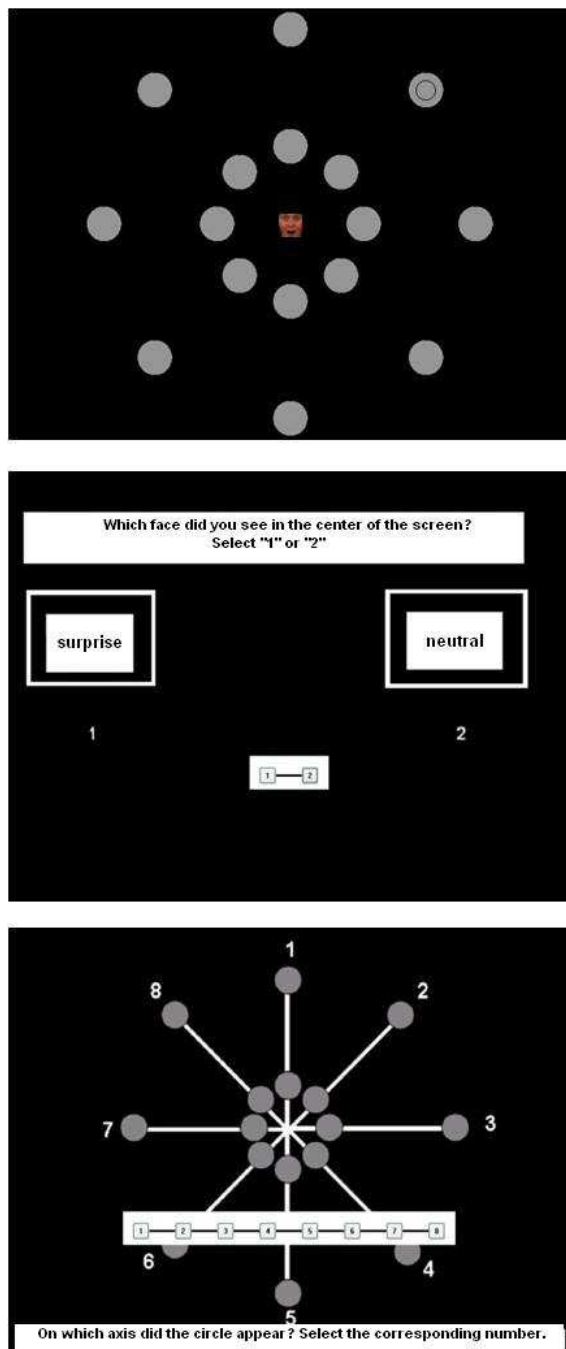 Which face did you see in the center of the screen?
Select "1" or "2"
surprise
neutral
1
2
1 2
1
8
2
7
3
1 2 3 4 5 6 7 8
6
4
5
On which axis did the circle appear? Select the corresponding number.